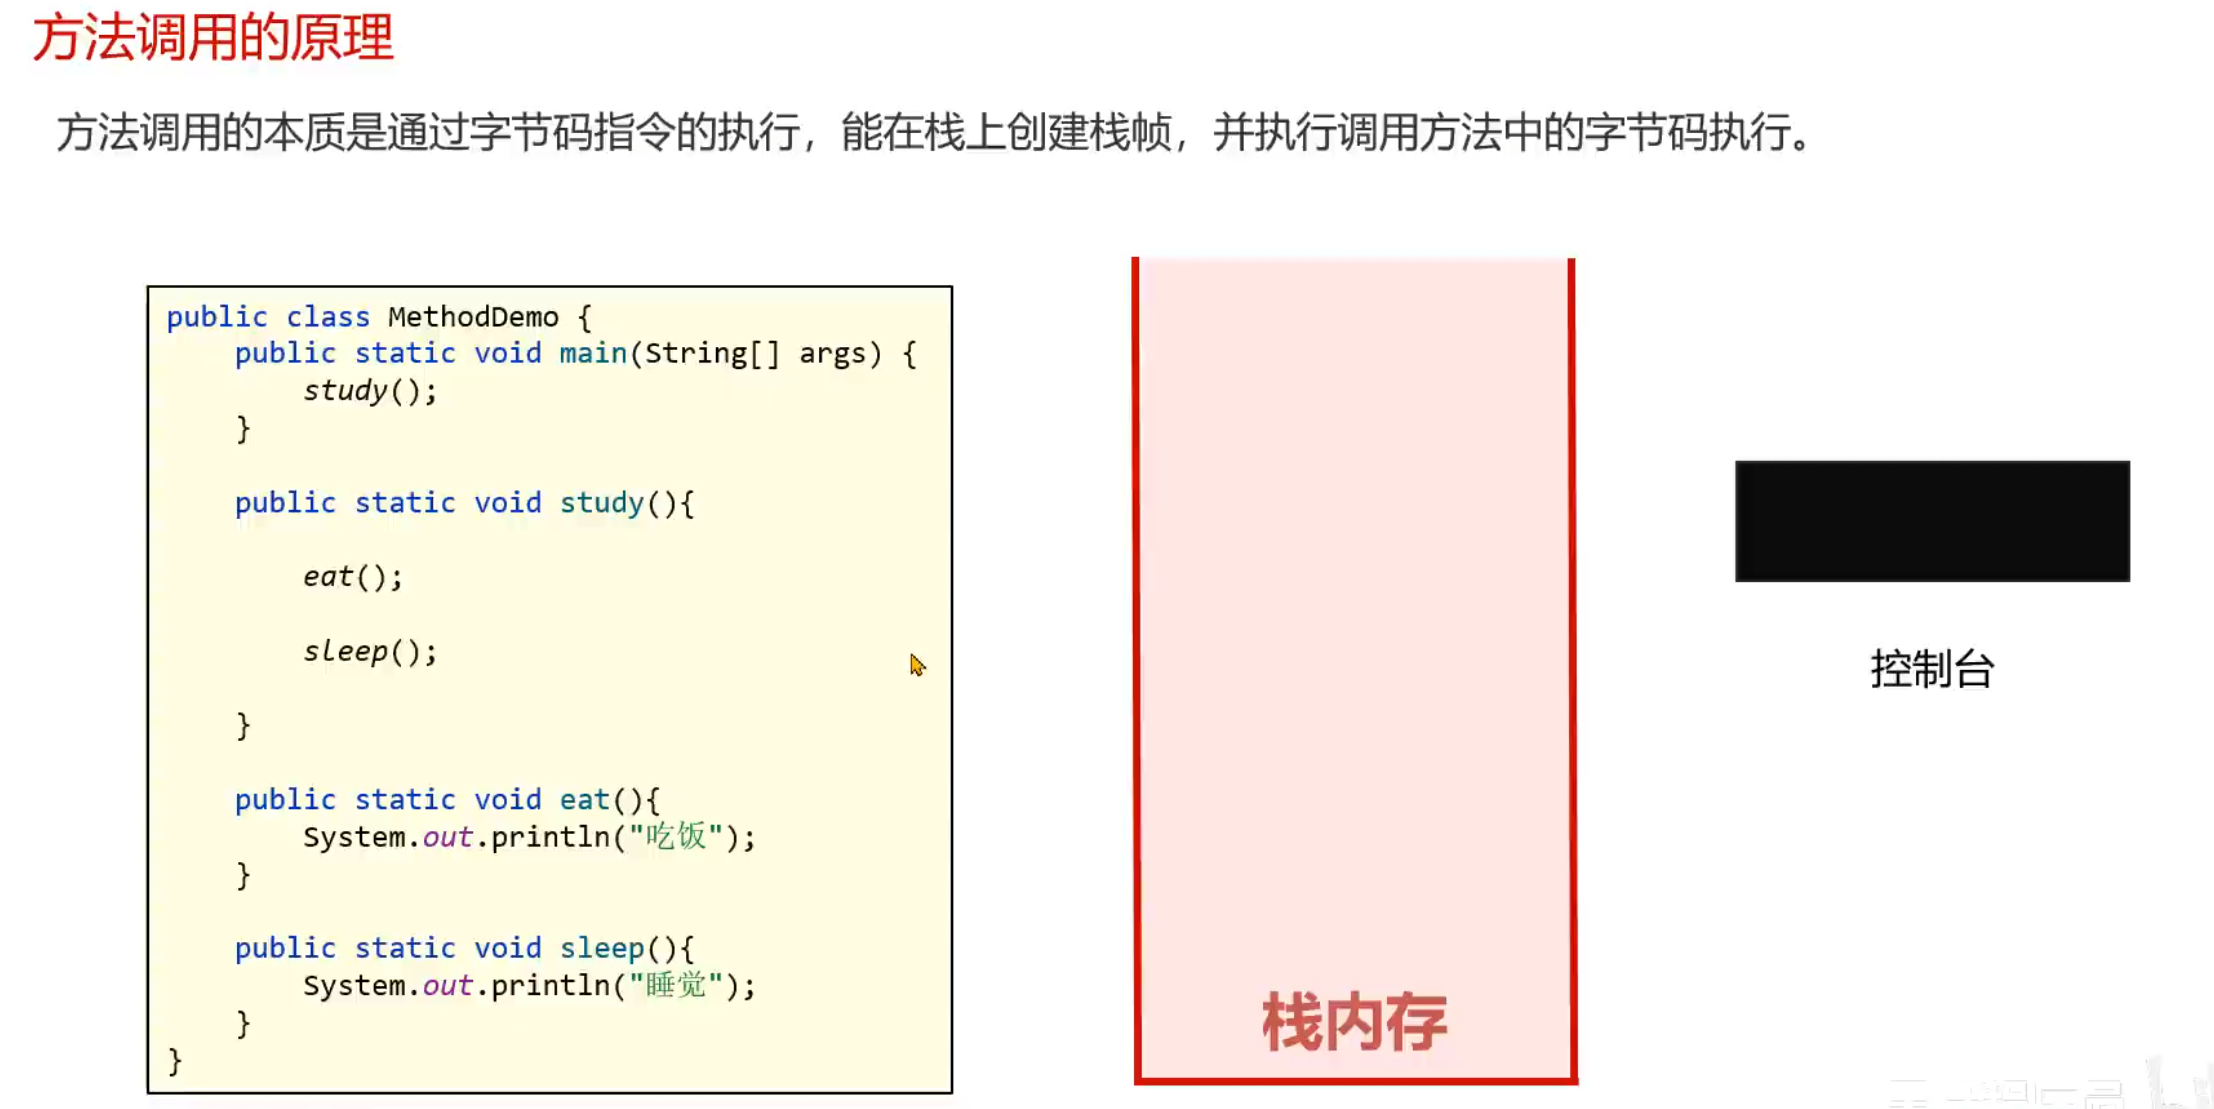 方法调用的原理
方法调用的本质是通过字节码指令的执行，能在栈上创建栈帧，并执行调用方法中的字节码执行。
public class MethodDemo {
    public static void main(String[] args) {
        study();
    }
    public static void study(){
        eat();
        sleep();
    }
    public static void eat(){
        System.out.println("吃饭");
    }
    public static void sleep(){
        System.out.println("睡觉");
    }
}
栈内存
控制台